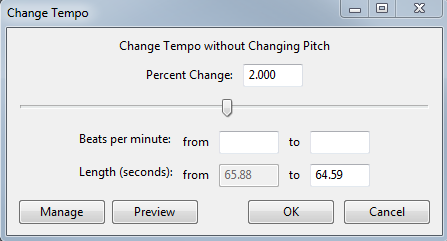 Change Tempo
Change Tempo without Changing Pitch
Percent Change: 2.000
Beats per minute: from to
Length (seconds): from 65.88 to 64.59
Manage Preview OK Cancel